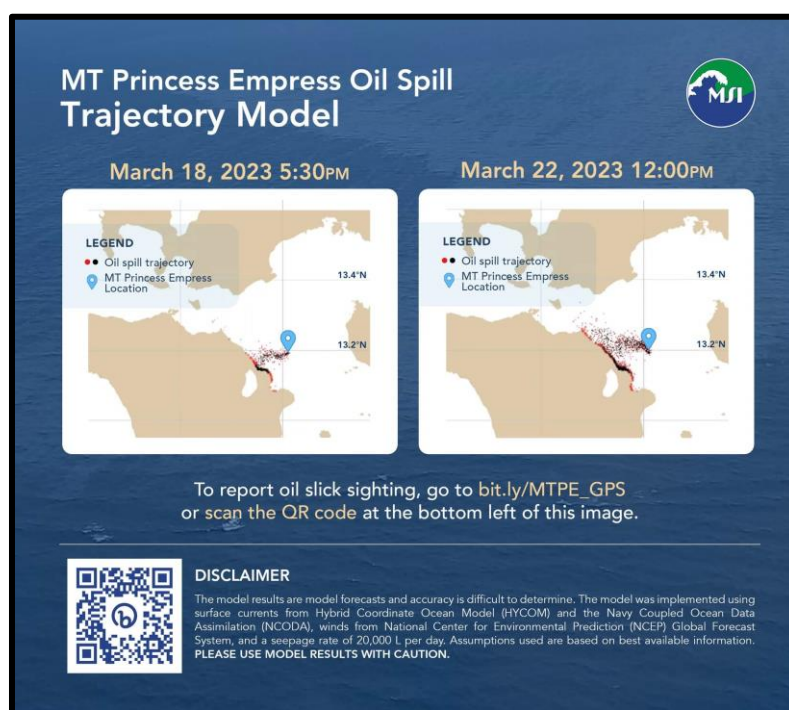 MT Princess Empress Oil Spill
Trajectory Model
MSI
March 18, 2023 5:30PM
LEGEND
Oil spill trajectory
MT Princess Empress
Location
13.4°N
13.2°N
March 22, 2023 12:00PM
LEGEND
Oil spill trajectory
MT Princess Empress
Location
13.4°N
13.2°N
To report oil slick sighting, go to bit.ly/MTPE_GPS
or scan the QR code at the bottom left of this image.
DISCLAIMER
The model results are model forecasts and accuracy is difficult to determine. The model was implemented using
surface currents from Hybrid Coordinate Ocean Model (HYCOM) and the Navy Coupled Ocean Data
Assimilation (NCODA), winds from National Center for Environmental Prediction (NCEP) Global Forecast
System, and a seepage rate of 20,000 L per day. Assumptions used are based on best available information.
PLEASE USE MODEL RESULTS WITH CAUTION.